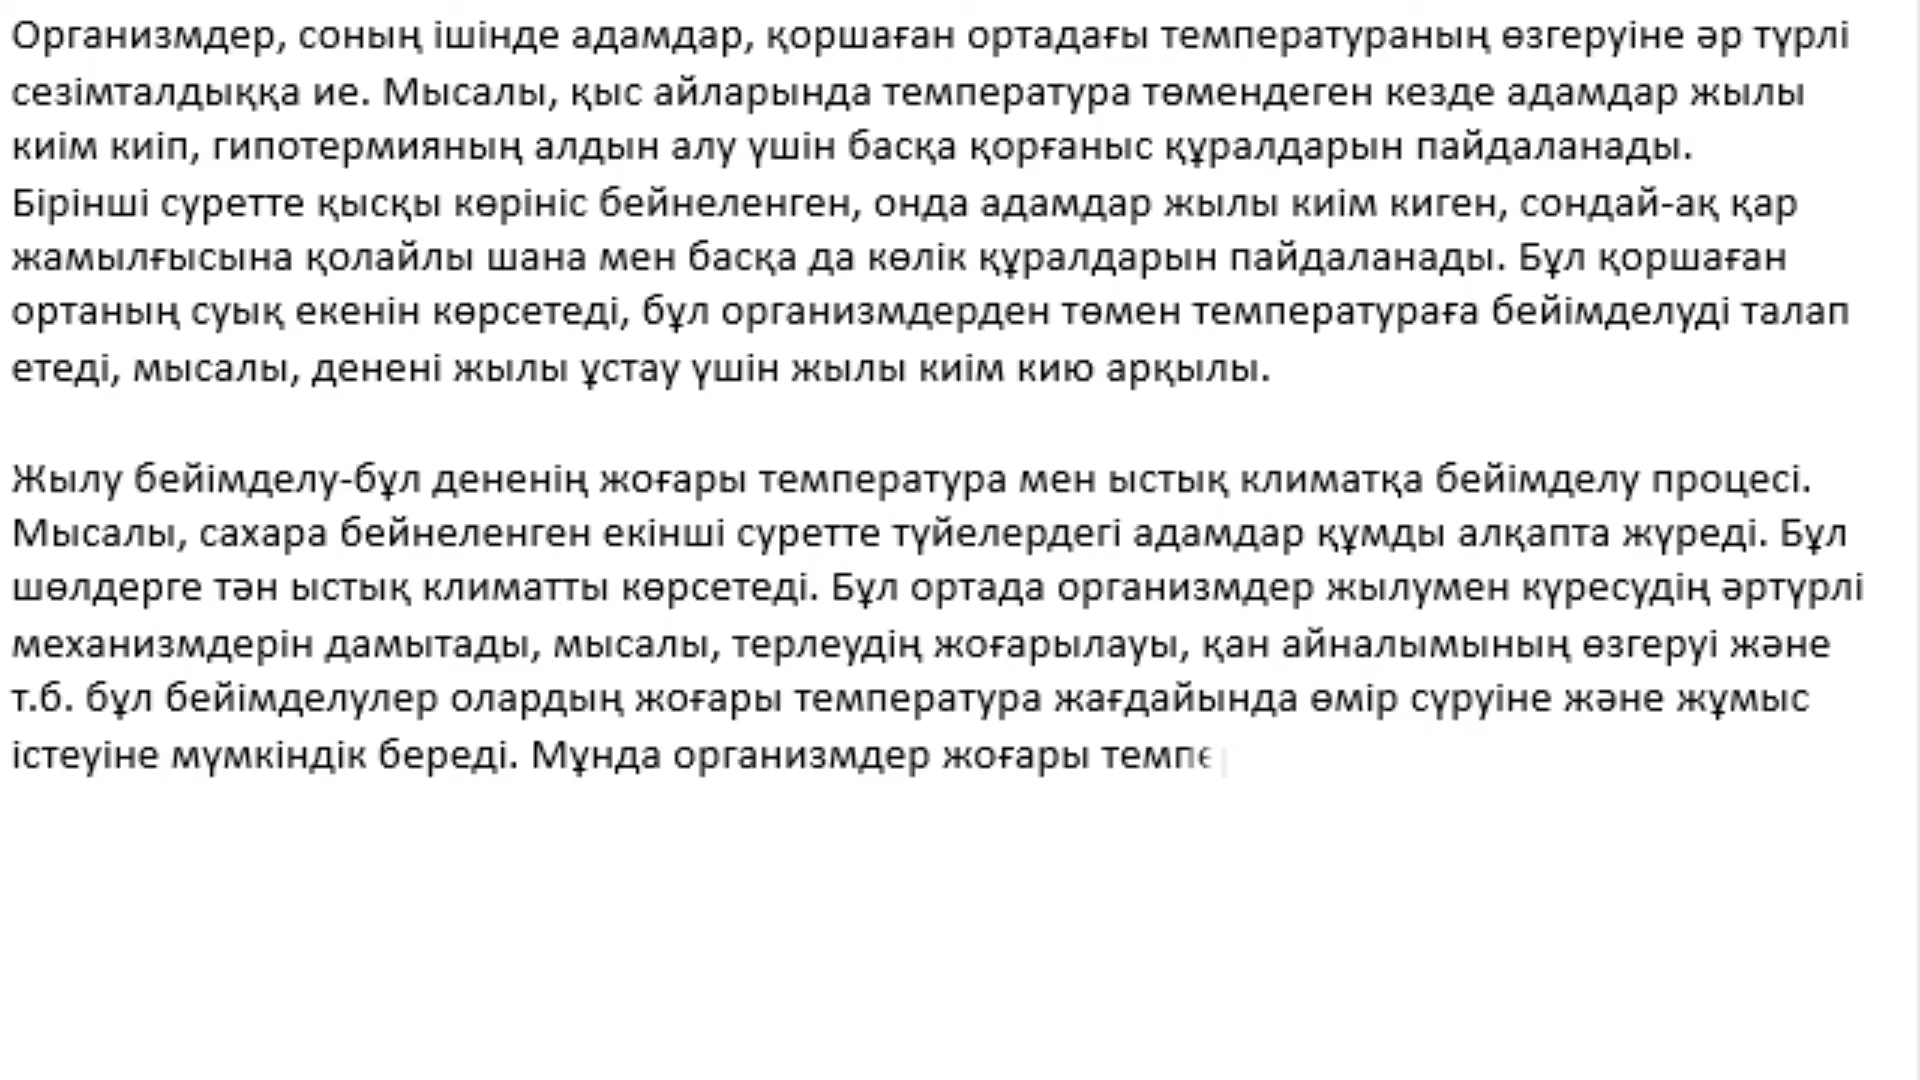 Организмдер, соның ішінде адамдар, қоршаған ортадағы температураның өзгеруіне әр түрлі
сезімталдыққа ие. Мысалы, қыс айларында температура төмендеген кезде адамдар жылы
киім киіп, гипотермияның алдын алу үшін басқа қорғаныс құралдарын пайдаланады.
Бірінші суретте қысқы көрініс бейнеленген, онда адамдар жылы киім киген, сондай-ақ қар
жамылғысына қолайлы шана мен басқа да көлік құралдарын пайдаланады. Бұл қоршаған
ортаның суық екенін көрсетеді, бұл организмдерден төмен температураға бейімделуді талап
етеді, мысалы, денені жылы ұстау үшін жылы киім кию арқылы.
Жылу бейімделу-бұл дененің жоғары температура мен ыстық климатқа бейімделу процесі.
Мысалы, сахара бейнеленген екінші суретте түйелердегі адамдар құмды алқапта жүреді. Бұл
шөлдерге тән ыстық климатты көрсетеді. Бұл ортада организмдер жылумен күресудің әртүрлі
механизмдерін дамытады, мысалы, терлеудің жоғарылауы, қан айналымының өзгеруі және
т.б. бұл бейімделулер олардың жоғары температура жағдайында өмір сүруіне және жұмыс
істеуіне мүмкіндік береді. Мұнда организмдер жоғары темпе